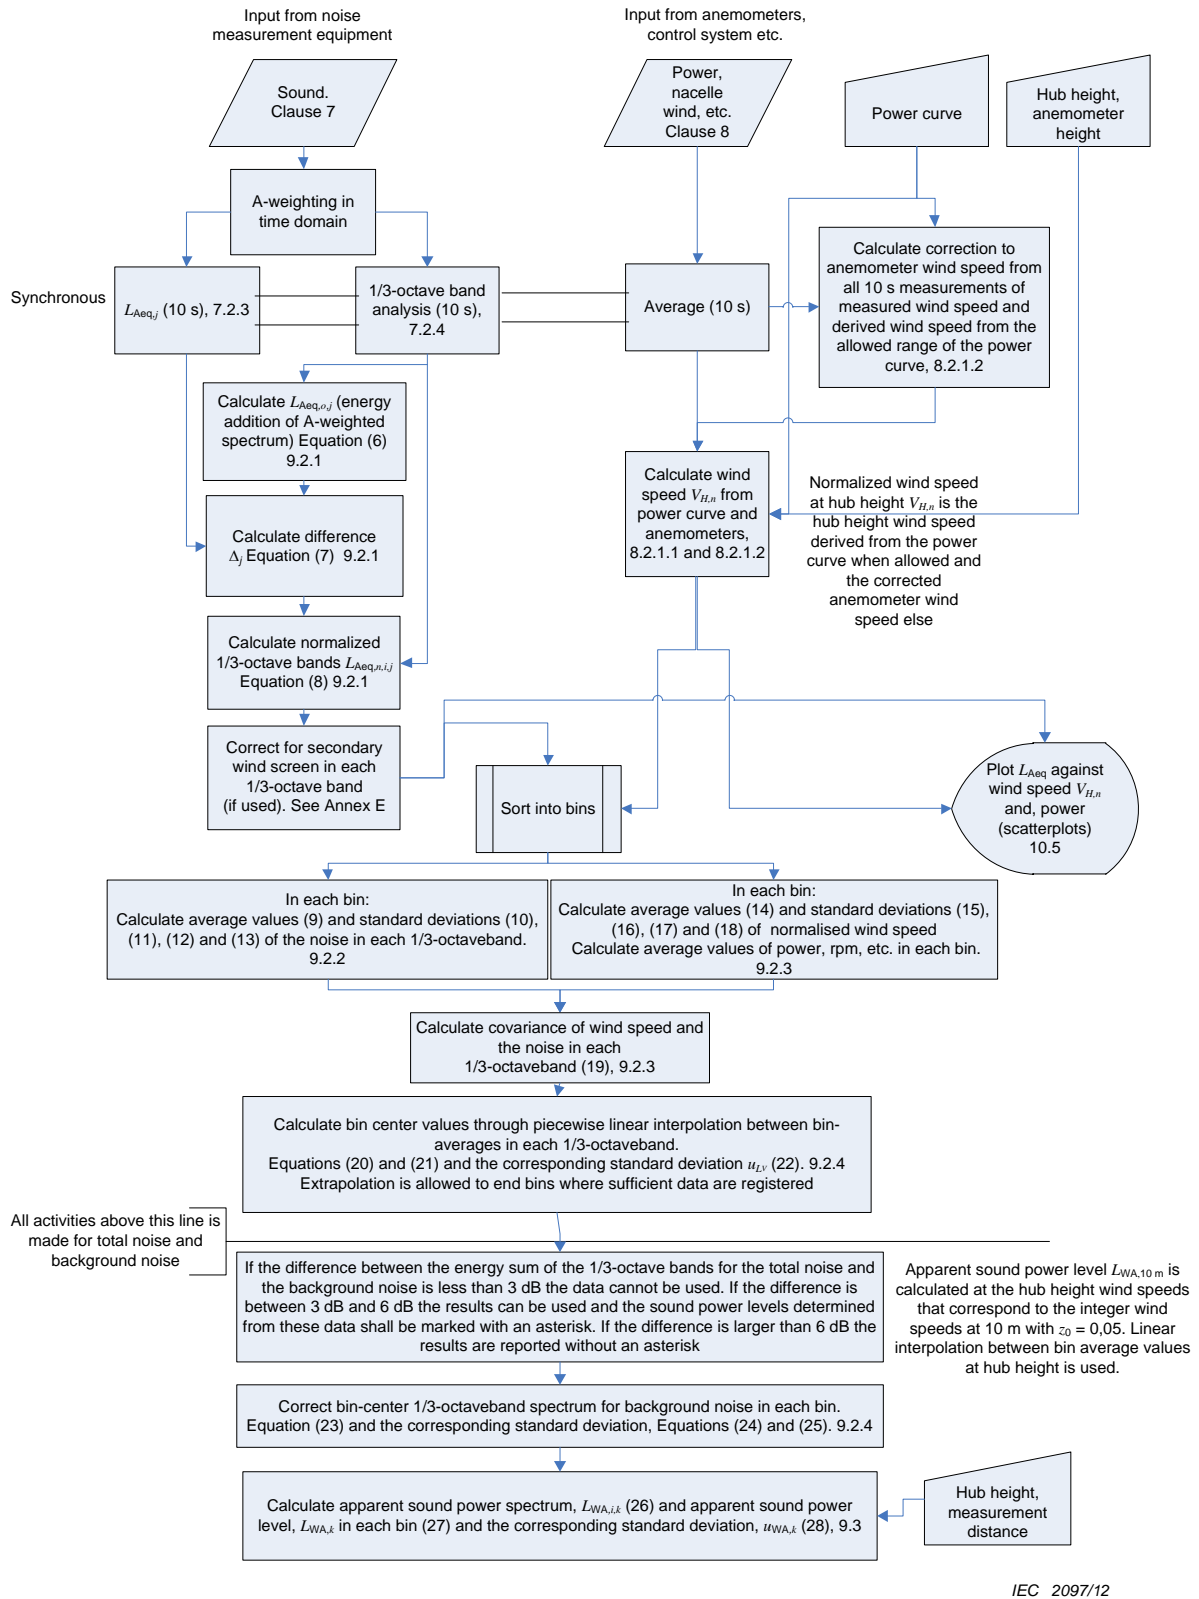 Input from noise
measurement equipment
Input from anemometers,
control system etc.
Sound.
Clause 7
Power,
nacelle
wind, etc.
Clause 8
Power curve
Hub height,
anemometer
height
A-weighting in
time domain
Synchronous
LAeq,j (10 s), 7.2.3
1/3-octave band
analysis (10 s),
7.2.4
Average (10 s)
Calculate correction to
anemometer wind speed from
all 10 s measurements of
measured wind speed and
derived wind speed from the
allowed range of the power
curve, 8.2.1.2
Calculate LAeq,o,j (energy
addition of A-weighted
spectrum) Equation (6)
9.2.1
Calculate wind
speed VH,n from
power curve and
anemometers,
8.2.1.1 and 8.2.1.2
Normalized wind speed
at hub height VH,n is the
hub height wind speed
derived from the power
curve when allowed and
the corrected
anemometer wind
speed else
Calculate difference
Δj Equation (7) 9.2.1
Calculate normalized
1/3-octave bands LAeq,n,i,j
Equation (8) 9.2.1
Correct for secondary
wind screen in each
1/3-octave band
(if used). See Annex E
Sort into bins
Plot LAeq against
wind speed VH,n
and, power
(scatterplots)
10.5
In each bin:
Calculate average values (9) and standard deviations (10),
(11), (12) and (13) of the noise in each 1/3-octaveband.
9.2.2
In each bin:
Calculate average values (14) and standard deviations (15),
(16), (17) and (18) of normalised wind speed
Calculate average values of power, rpm, etc. in each bin.
9.2.3
Calculate covariance of wind speed and
the noise in each
1/3-octaveband (19), 9.2.3
Calculate bin center values through piecewise linear interpolation between bin-
averages in each 1/3-octaveband.
Equations (20) and (21) and the corresponding standard deviation uLV (22). 9.2.4
Extrapolation is allowed to end bins where sufficient data are registered
All activities above this line is
made for total noise and
background noise
If the difference between the energy sum of the 1/3-octave bands for the total noise and
the background noise is less than 3 dB the data cannot be used. If the difference is
between 3 dB and 6 dB the results can be used and the sound power levels determined
from these data shall be marked with an asterisk. If the difference is larger than 6 dB the
results are reported without an asterisk
Apparent sound power level LWA,10 m is
calculated at the hub height wind speeds
that correspond to the integer wind
speeds at 10 m with z0 = 0,05. Linear
interpolation between bin average values
at hub height is used.
Correct bin-center 1/3-octaveband spectrum for background noise in each bin.
Equation (23) and the corresponding standard deviation, Equations (24) and (25). 9.2.4
Calculate apparent sound power spectrum, LWA,i,k (26) and apparent sound power
level, LWA,k in each bin (27) and the corresponding standard deviation, uWA,k (28), 9.3
Hub height,
measurement
distance
IEC 2097/12